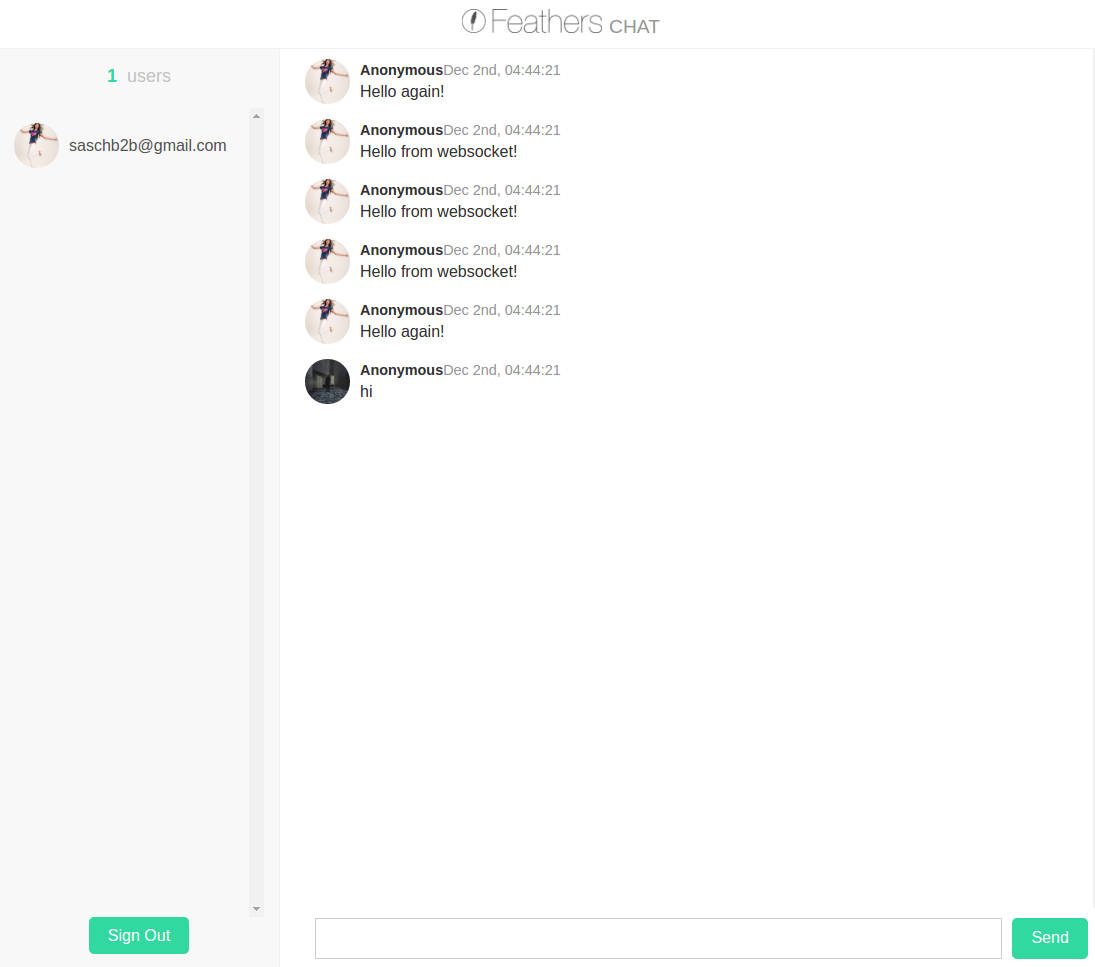 Feathers CHAT
1 users
saschb2b@gmail.com
Sign Out
AnonymousDec 2nd, 04:44:21
Hello again!
AnonymousDec 2nd, 04:44:21
Hello from websocket!
AnonymousDec 2nd, 04:44:21
Hello from websocket!
AnonymousDec 2nd, 04:44:21
Hello from websocket!
AnonymousDec 2nd, 04:44:21
Hello again!
AnonymousDec 2nd, 04:44:21
hi
Send